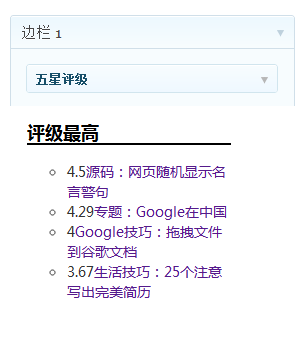 边栏 1
五星评级
评级最高
4.5源码：网页随机显示名
言警句
4.29专题：Google在中国
4Google技巧：拖拽文件
到谷歌文档
3.67生活技巧：25个注意
写出完美简历